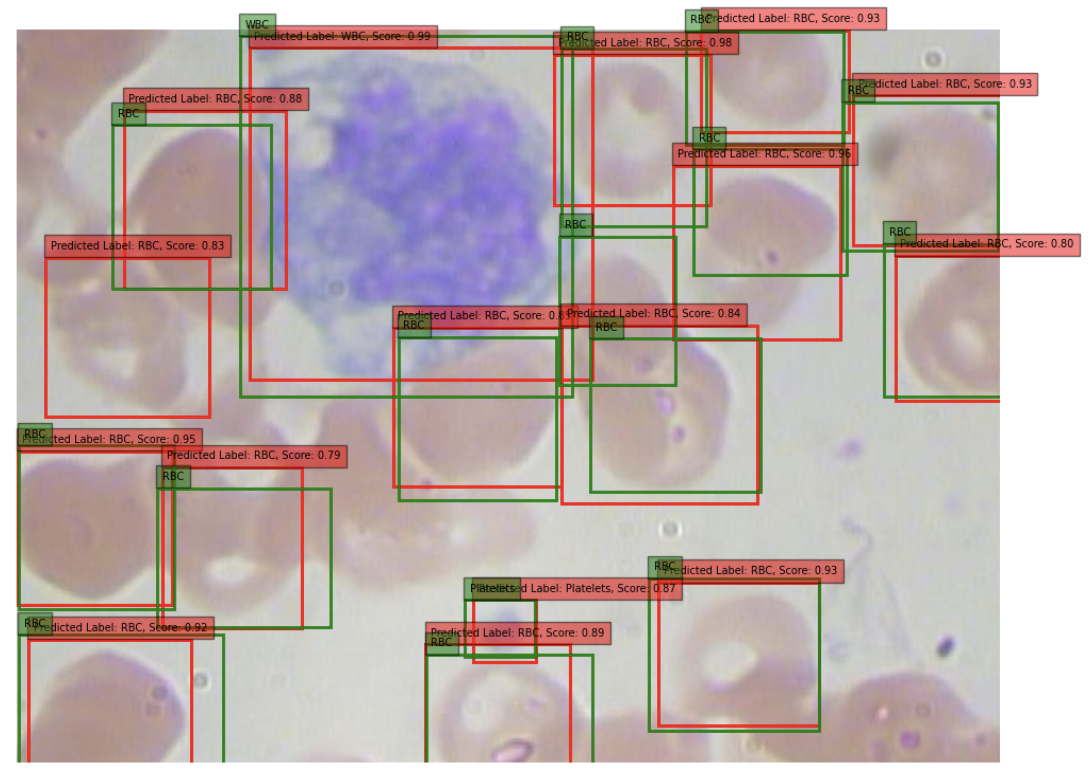 RBC
Predicted Label: RBC, Score: 0.93
WBC
Predicted Label: WBC, Score: 0.99
RBC
Predicted Label: RBC, Score: 0.98
Predicted Label: RBC, Score: 0.93
RBC
Predicted Label: RBC, Score: 0.88
RBC
RBC
Predicted Label: RBC, Score: 0.96
RBC
RBC
Predicted Label: RBC, Score: 0.80
Predicted Label: RBC, Score: 0.83
Predicted Label: RBC, Score: 0.84
Predicted Label: RBC, Score:
RBC
RBC
RBC
Predicted Label: RBC, Score: 0.95
Predicted Label: RBC, Score: 0.79
RBC
RBC
Predicted Label: RBC, Score: 0.93
Platelets
Predicted Label: Platelets, Score: 0.87
RBC
Predicted Label: RBC, Score: 0.92
Predicted Label: RBC, Score: 0.89
RBC